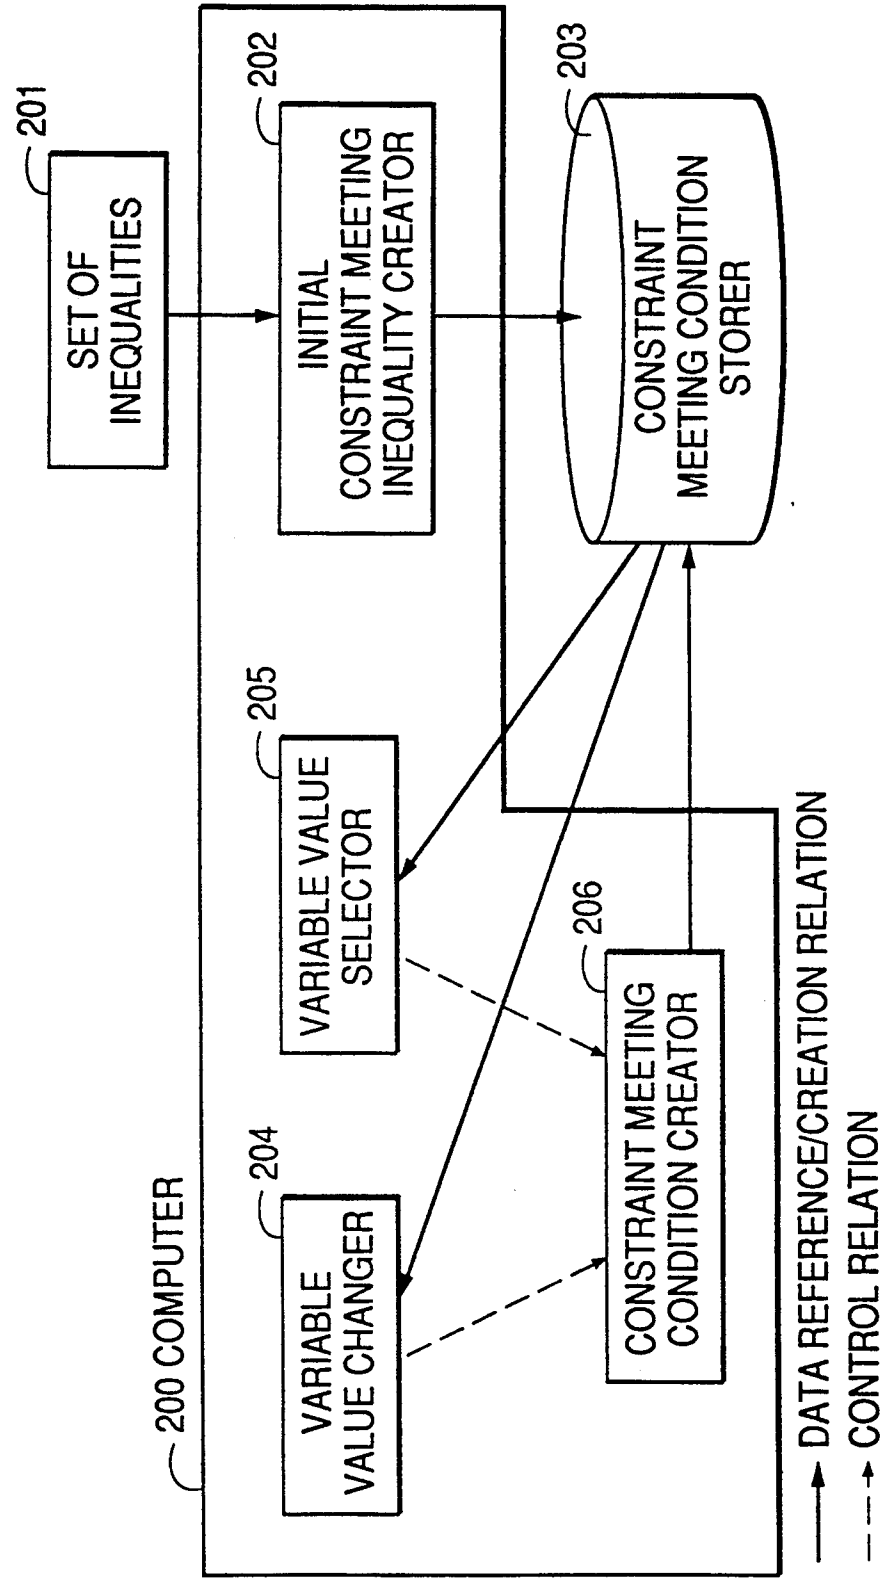 200 COMPUTER
204
VARIABLE
VALUE CHANGER
205
VARIABLE VALUE
SELECTOR
201
SET OF
INEQUALITIES
202
INITIAL
CONSTRAINT MEETING
INEQUALITY CREATOR
206
CONSTRAINT MEETING
CONDITION CREATOR
203
CONSTRAINT
MEETING CONDITION
STORER
DATA REFERENCE/CREATION RELATION
CONTROL RELATION